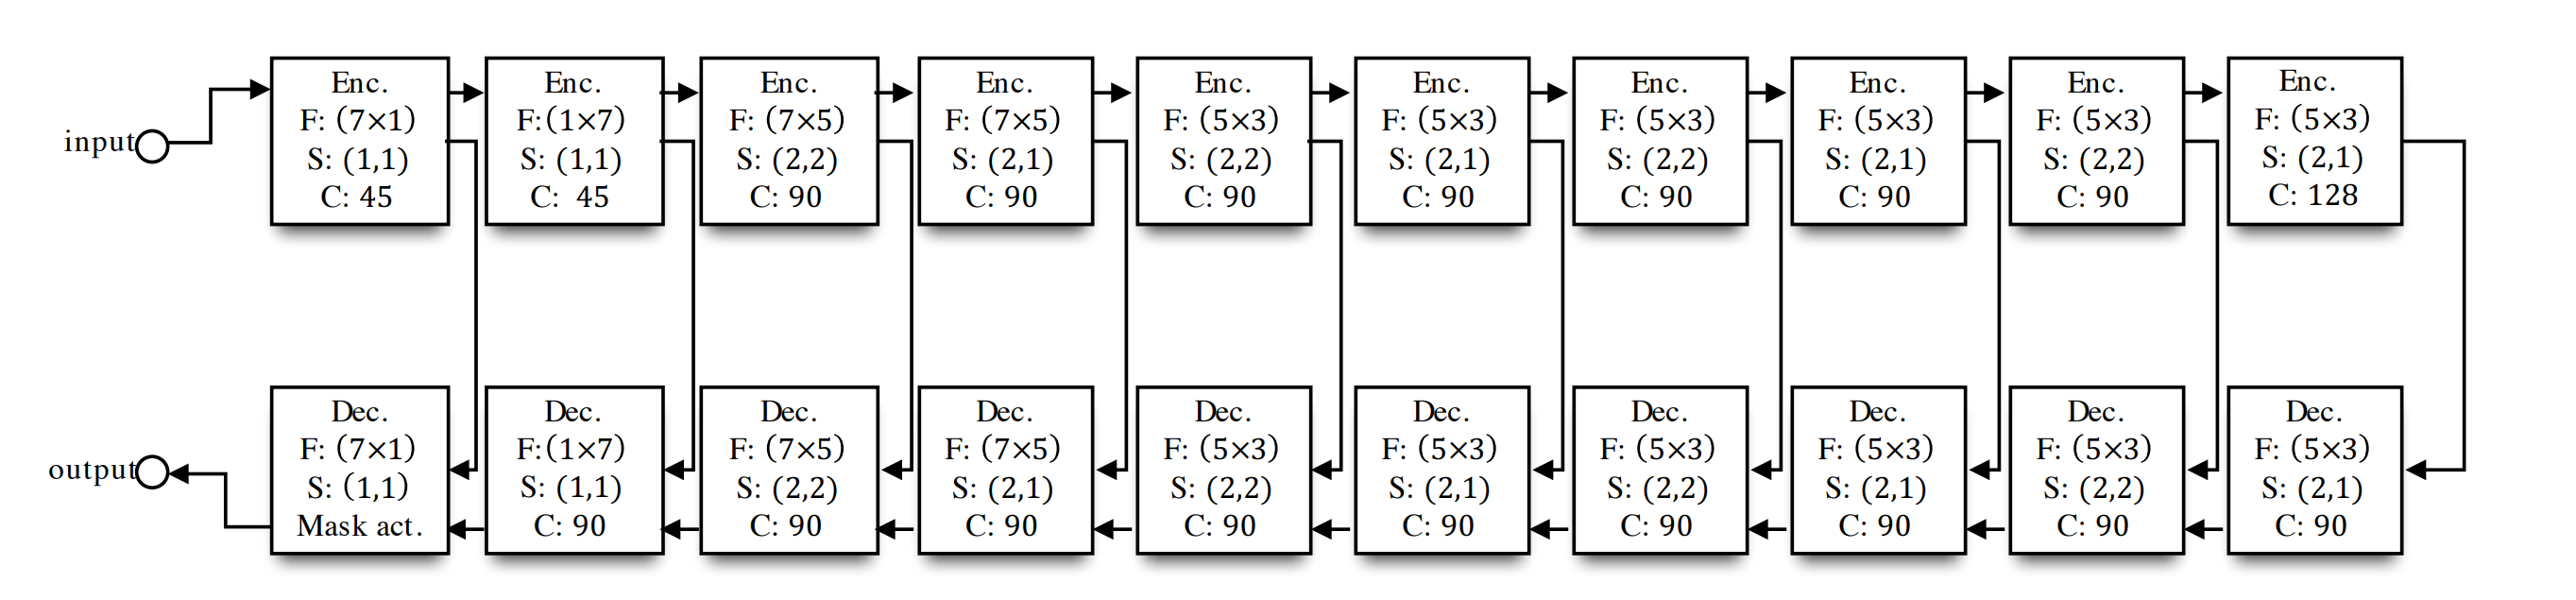 input
Enc.
F: (7×1)
S: (1,1)
C: 45
Enc.
F:(1×7)
S: (1,1)
C: 45
Enc.
F: (7×5)
S: (2,2)
C: 90
Enc.
F: (7×5)
S: (2,1)
C: 90
Enc.
F: (5×3)
S: (2,2)
C: 90
Enc.
F: (5×3)
S: (2,1)
C: 90
Enc.
F: (5×3)
S: (2,2)
C: 90
Enc.
F: (5×3)
S: (2,1)
C: 90
Enc.
F: (5×3)
S: (2,2)
C: 90
Enc.
F: (5×3)
S: (2,1)
C: 128
output
Dec.
F: (7×1)
S: (1,1)
Mask act.
Dec.
F:(1×7)
S: (1,1)
C: 90
Dec.
F: (7×5)
S: (2,2)
C: 90
Dec.
F: (7×5)
S: (2,1)
C: 90
Dec.
F: (5×3)
S: (2,2)
C: 90
Dec.
F: (5×3)
S: (2,1)
C: 90
Dec.
F: (5×3)
S: (2,2)
C: 90
Dec.
F: (5×3)
S: (2,1)
C: 90
Dec.
F: (5×3)
S: (2,2)
C: 90
Dec.
F: (5×3)
S: (2,1)
C: 90